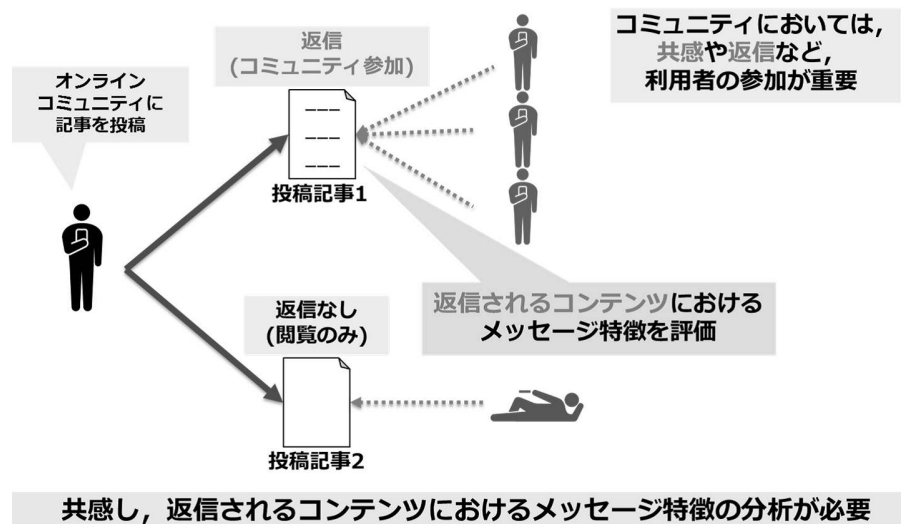 コミュニティにおいては，
共感や返信など，
利用者の参加が重要
返信
(コミュニティ参加)
オンライン
コミュニティに
記事を投稿
投稿記事1
返信なし
(閲覧のみ)
返信されるコンテンツにおける
メッセージ特徴を評価
投稿記事2
共感し，返信されるコンテンツにおけるメッセージ特徴の分析が必要